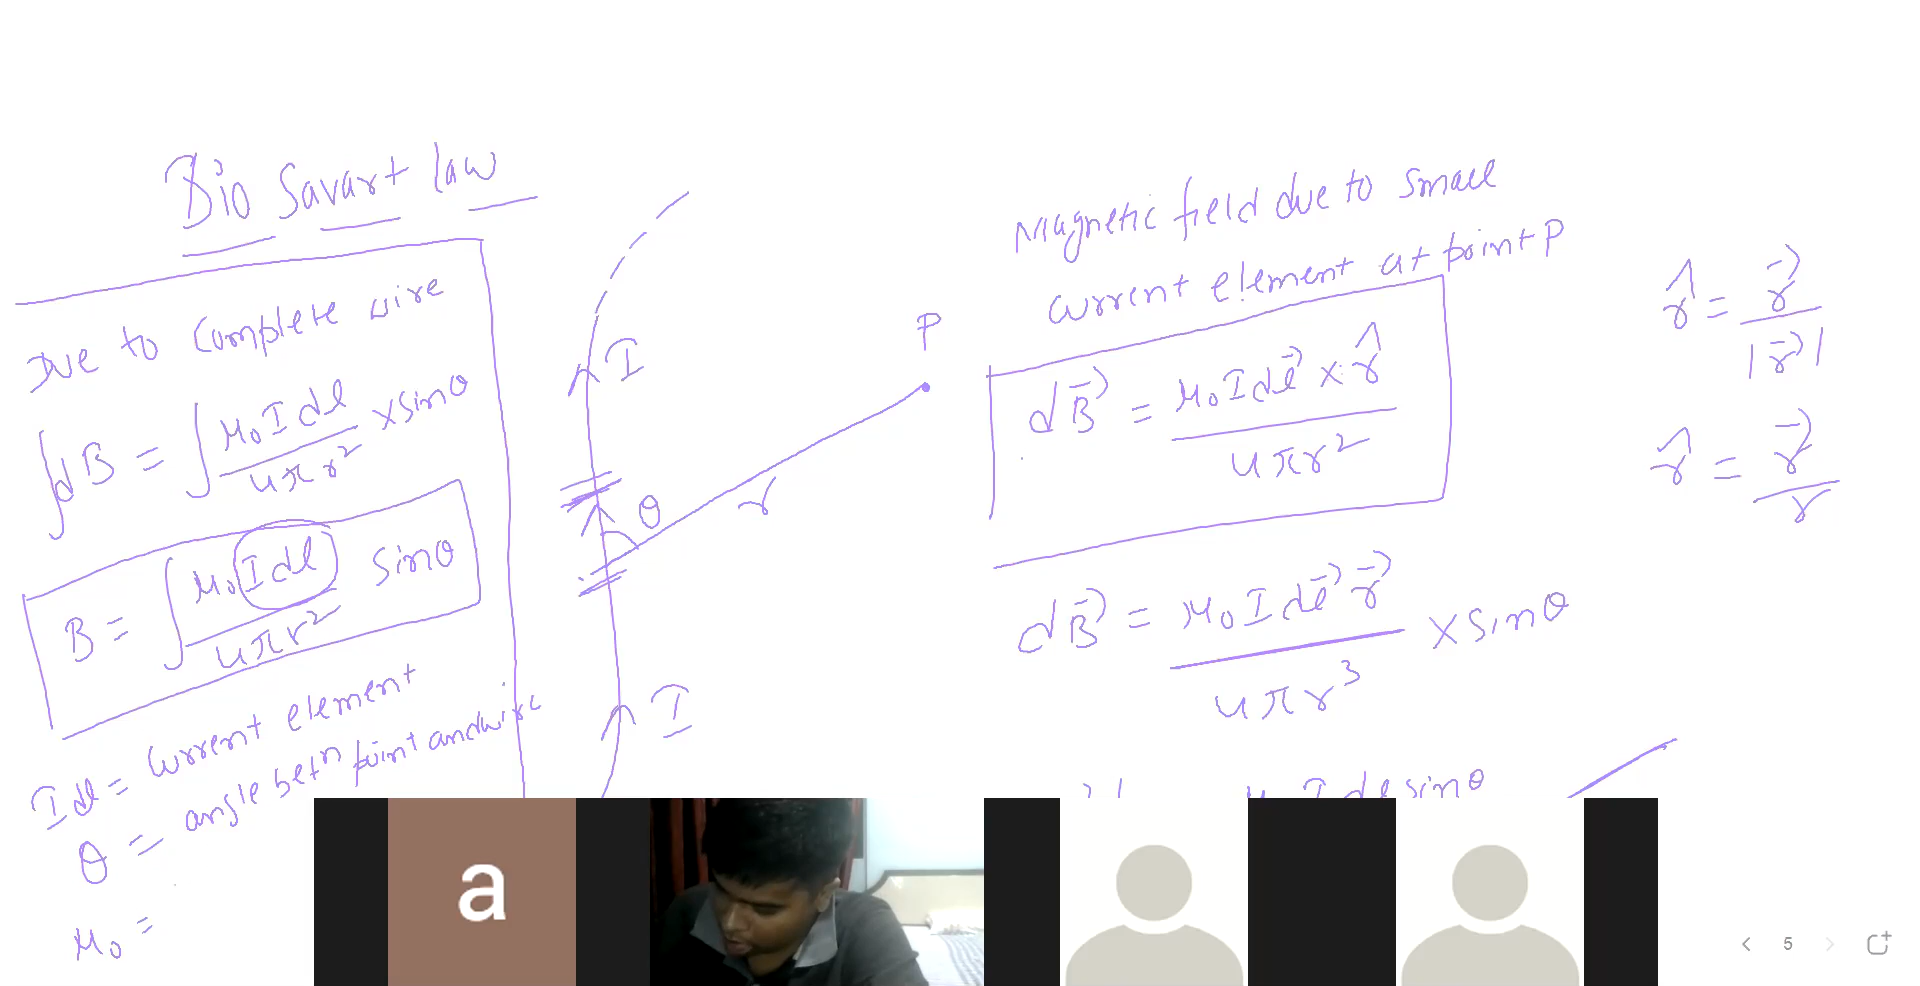 Bio Savart law
Due to Complete wire
∫dB = ∫ μ₀Idl/4πr² × sinθ
B = ∫ μ₀Idl/4πr² sinθ
Idl = Current element
θ = angle betn point and wire
μ₀ =
I
P
θ
r
I
Magnetic field due to small
current element at point P
dB⃗ = μ₀Idl⃗ × r̂/4πr²
dB⃗ = μ₀Idl⃗ r⃗/4πr³ × sinθ
μ₀Idl sinθ
r̂ = r⃗/|r⃗|
r̂ = r⃗/r
a
5